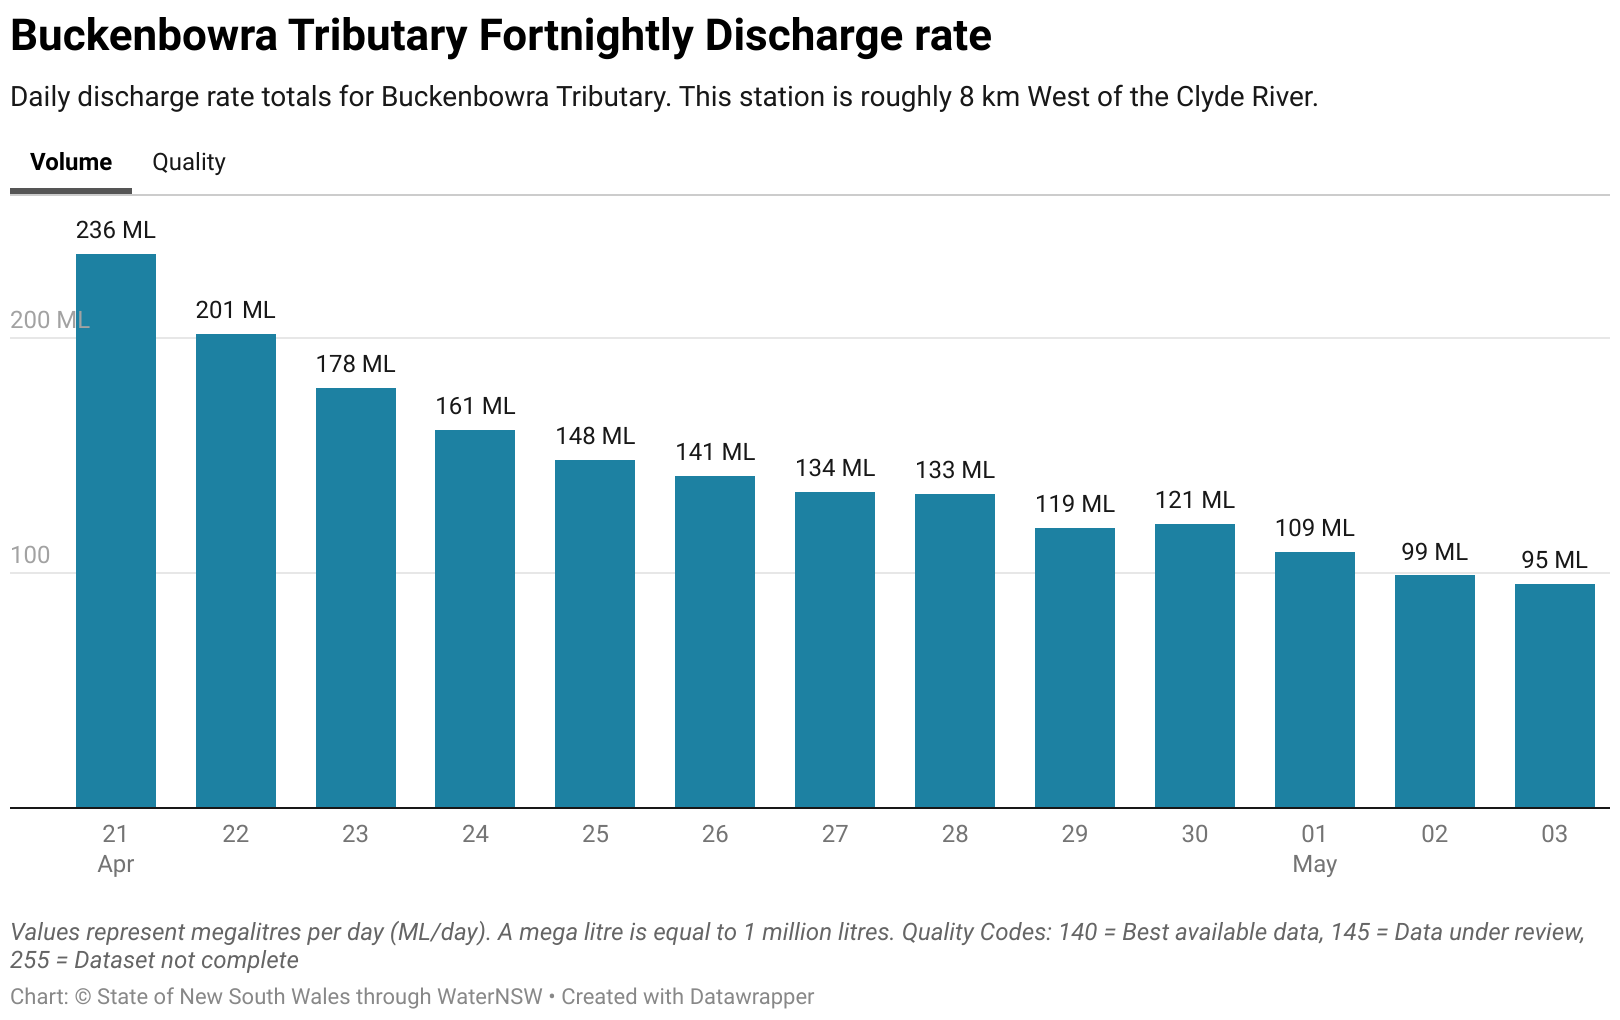 Buckenbowra Tributary Fortnightly Discharge rate
Daily discharge rate totals for Buckenbowra Tributary. This station is roughly 8 km West of the Clyde River.
Volume Quality
236 ML
201 ML
200 ML
178 ML
161 ML
148 ML
141 ML
134 ML
133 ML
119 ML
121 ML
109 ML
99 ML
95 ML
100
21 22 23 24 25 26 27 28 29 30 01 02 03
Apr May
Values represent megalitres per day (ML/day). A mega litre is equal to 1 million litres. Quality Codes: 140 = Best available data, 145 = Data under review,
255 = Dataset not complete
Chart: © State of New South Wales through WaterNSW • Created with Datawrapper